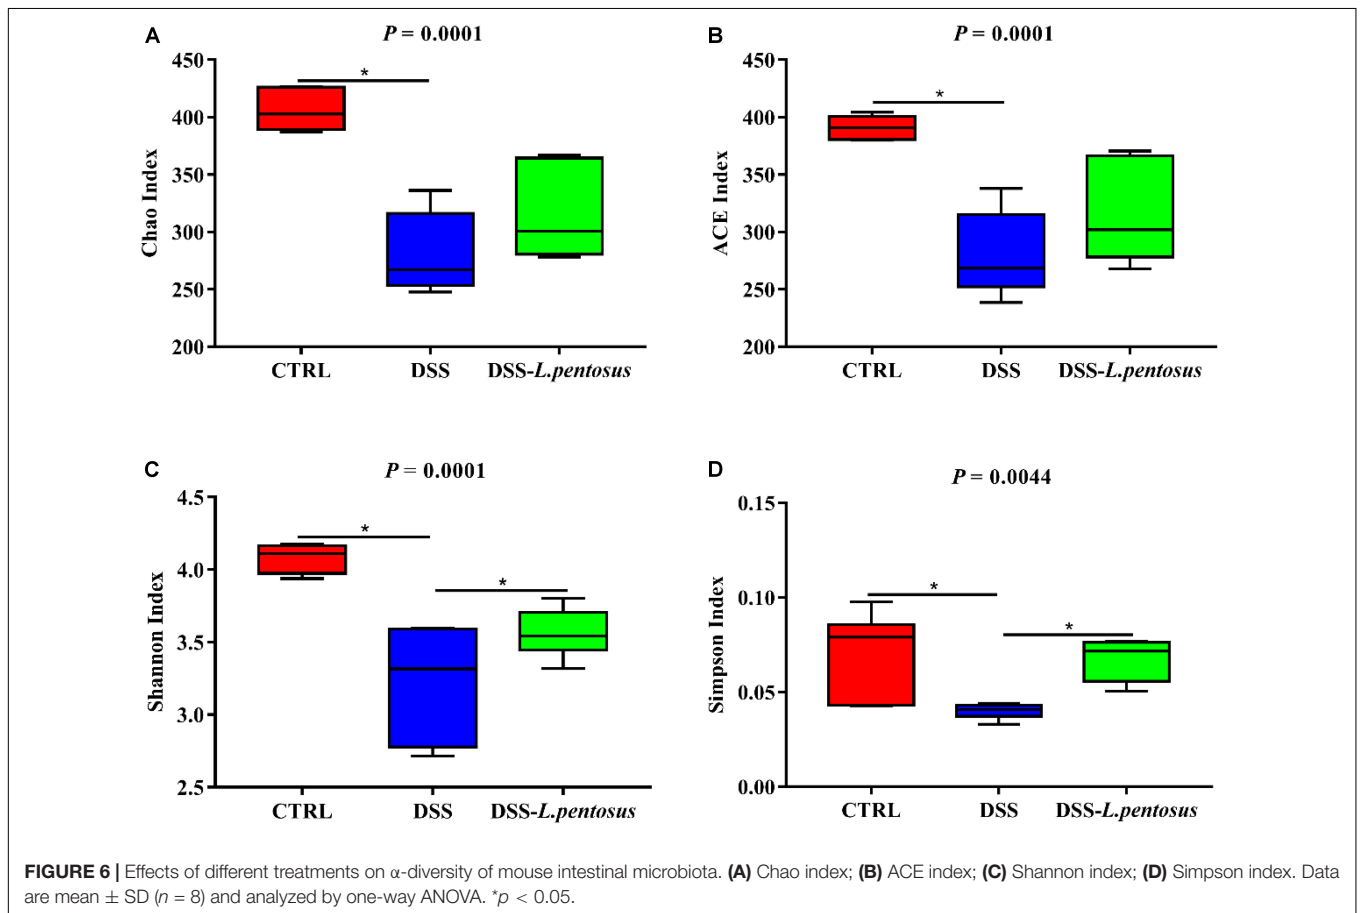 A
P = 0.0001
450
400
350
300
250
200
Chao Index
*
CTRL
DSS
DSS-L.pentosus
B
P = 0.0001
450
400
350
300
250
200
ACE Index
*
CTRL
DSS
DSS-L.pentosus
C
P = 0.0001
4.5
4.0
3.5
3.0
2.5
Shannon Index
*
*
CTRL
DSS
DSS-L.pentosus
D
P = 0.0044
0.15
0.10
0.05
0.00
Simpson Index
*
*
CTRL
DSS
DSS-L.pentosus
FIGURE 6 | Effects of different treatments on α-diversity of mouse intestinal microbiota. (A) Chao index; (B) ACE index; (C) Shannon index; (D) Simpson index. Data
are mean ± SD (n = 8) and analyzed by one-way ANOVA. *p < 0.05.